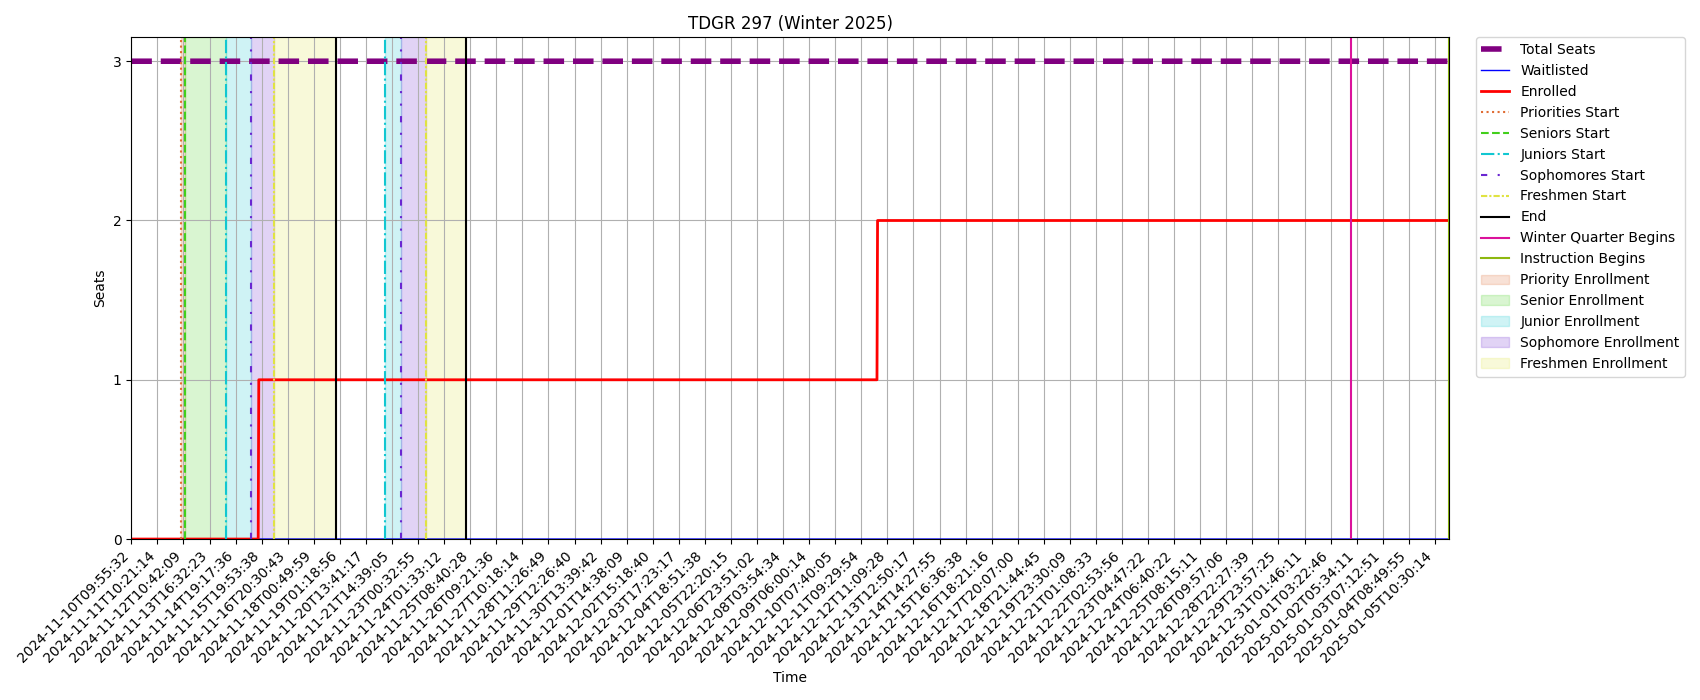 TDGR 297 (Winter 2025)
Seats
3
2
1
0
2024-11-10T09:55:32
2024-11-11T10:21:14
2024-11-12T10:42:09
2024-11-13T16:32:23
2024-11-14T19:17:36
2024-11-15T19:53:38
2024-11-16T20:30:43
2024-11-18T00:49:59
2024-11-19T01:18:56
2024-11-20T13:41:17
2024-11-21T14:39:05
2024-11-23T00:32:55
2024-11-24T01:33:12
2024-11-25T08:40:28
2024-11-26T09:21:36
2024-11-27T10:18:14
2024-11-28T11:26:49
2024-11-29T12:26:40
2024-11-30T13:39:42
2024-12-01T14:38:09
2024-12-02T15:18:40
2024-12-03T17:23:17
2024-12-04T18:51:38
2024-12-05T22:20:15
2024-12-06T23:51:02
2024-12-08T03:54:34
2024-12-09T06:00:14
2024-12-10T07:40:05
2024-12-11T09:29:54
2024-12-12T11:09:28
2024-12-13T12:50:17
2024-12-14T14:27:55
2024-12-15T16:36:38
2024-12-16T18:21:16
2024-12-17T20:07:00
2024-12-18T21:44:45
2024-12-19T23:30:09
2024-12-21T01:08:33
2024-12-22T02:53:56
2024-12-23T04:47:22
2024-12-24T06:40:22
2024-12-25T08:15:11
2024-12-26T09:57:06
2024-12-28T22:27:39
2024-12-29T23:57:25
2024-12-31T01:46:11
2025-01-01T03:22:46
2025-01-02T05:34:11
2025-01-03T07:12:51
2025-01-04T08:49:55
2025-01-05T10:30:14
Time
Total Seats
Waitlisted
Enrolled
Priorities Start
Seniors Start
Juniors Start
Sophomores Start
Freshmen Start
End
Winter Quarter Begins
Instruction Begins
Priority Enrollment
Senior Enrollment
Junior Enrollment
Sophomore Enrollment
Freshmen Enrollment